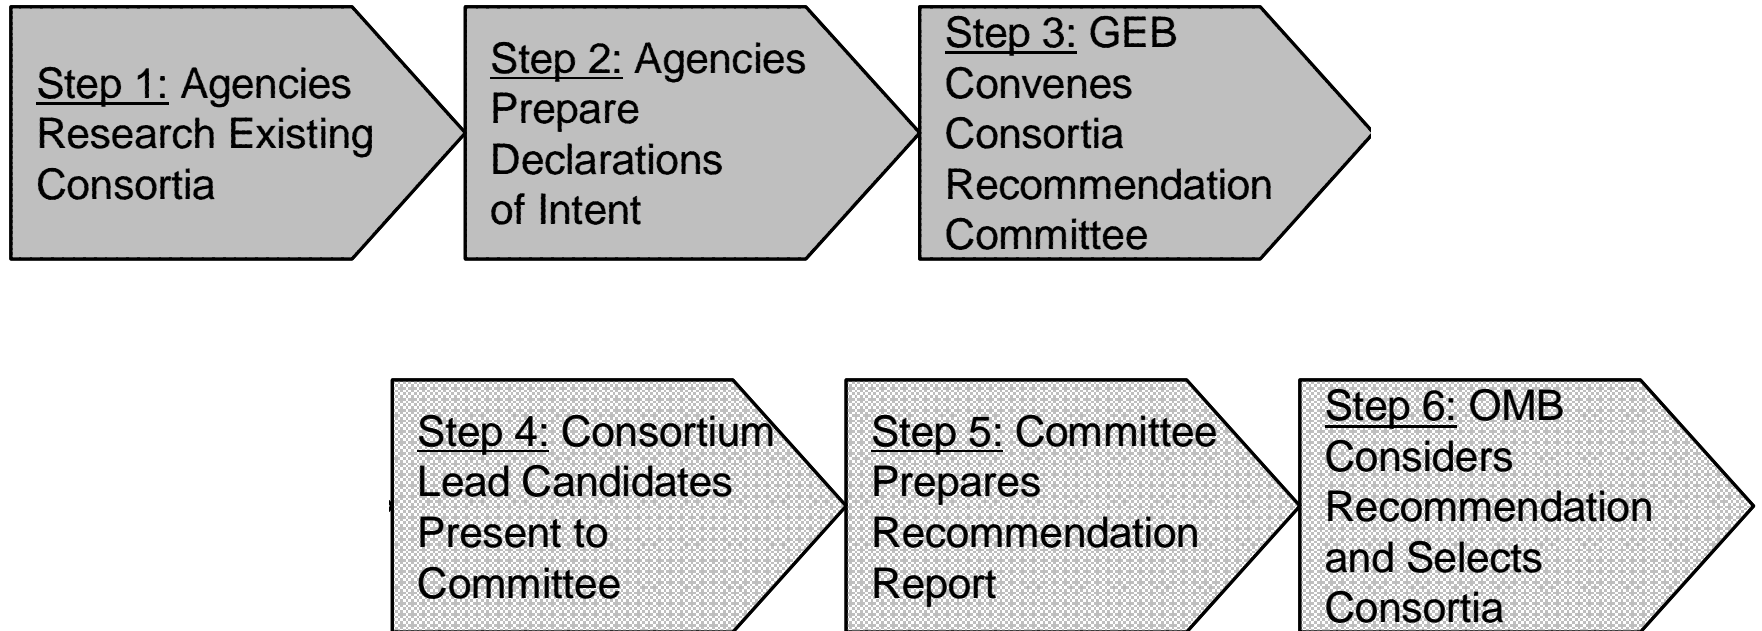 Step 1: Agencies
Research Existing
Consortia
Step 2: Agencies
Prepare
Declarations
of Intent
Step 3: GEB
Convenes
Consortia
Recommendation
Committee
Step 4: Consortium
Lead Candidates
Present to
Committee
Step 5: Committee
Prepares
Recommendation
Report
Step 6: OMB
Considers
Recommendation
and Selects
Consortia